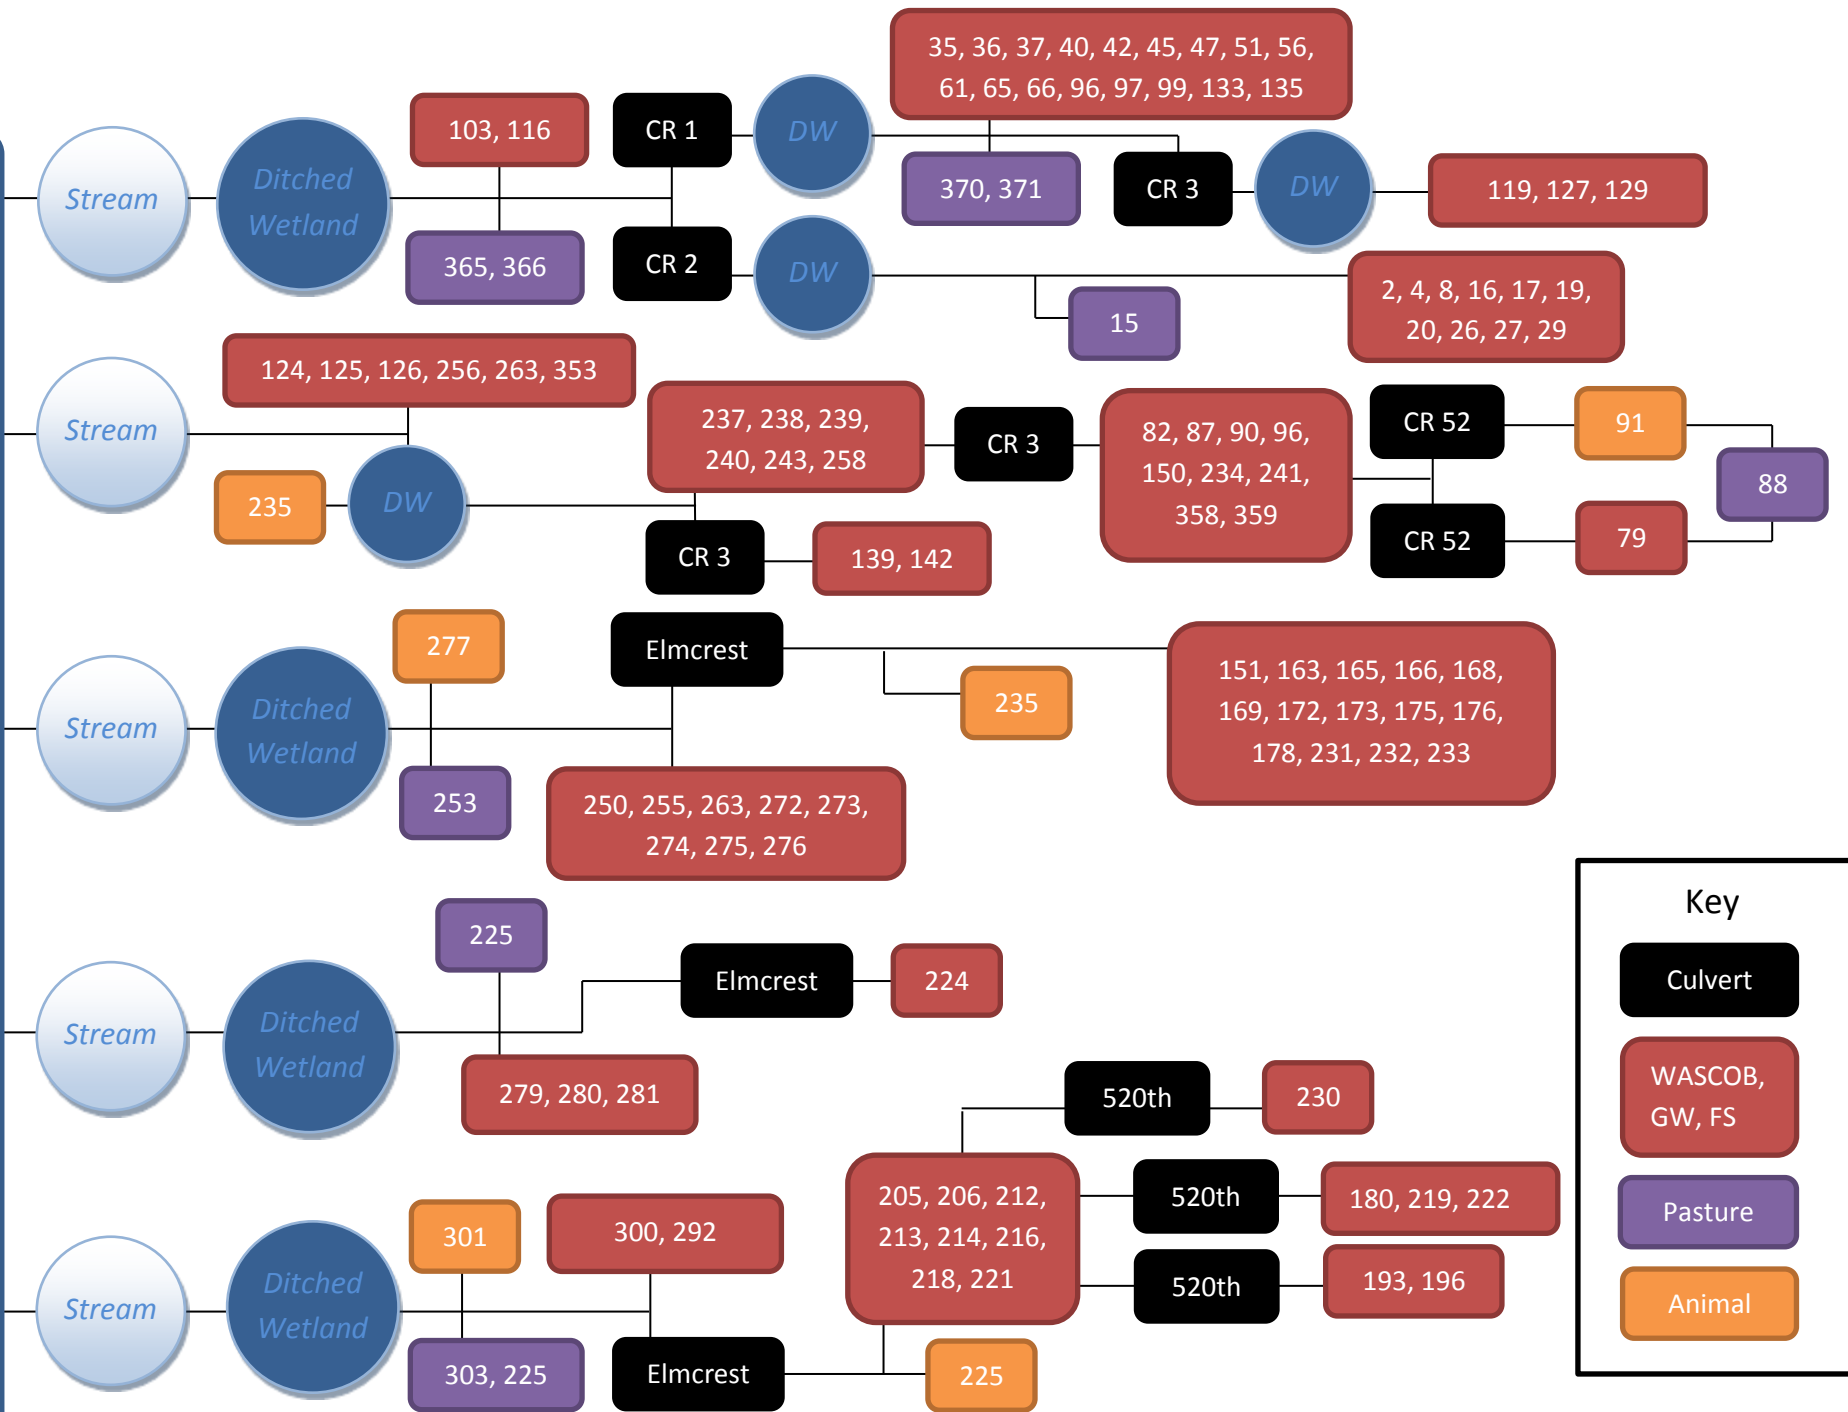 35, 36, 37, 40, 42, 45, 47, 51, 56,
61, 65, 66, 96, 97, 99, 133, 135
103, 116
CR 1
DW
Stream
Ditched
Wetland
370, 371
CR 3
DW
119, 127, 129
365, 366
CR 2
DW
15
2, 4, 8, 16, 17, 19,
20, 26, 27, 29
124, 125, 126, 256, 263, 353
Stream
237, 238, 239,
240, 243, 258
CR 3
82, 87, 90, 96,
150, 234, 241,
358, 359
CR 52
91
88
235
DW
CR 3
139, 142
CR 52
79
277
Elmcrest
Stream
Ditched
Wetland
235
151, 163, 165, 166, 168,
169, 172, 173, 175, 176,
178, 231, 232, 233
253
250, 255, 263, 272, 273,
274, 275, 276
225
Elmcrest
224
Stream
Ditched
Wetland
279, 280, 281
520th
230
205, 206, 212,
213, 214, 216,
218, 221
520th
180, 219, 222
520th
193, 196
301
300, 292
Stream
Ditched
Wetland
303, 225
Elmcrest
225
Key
Culvert
WASCOB,
GW, FS
Pasture
Animal